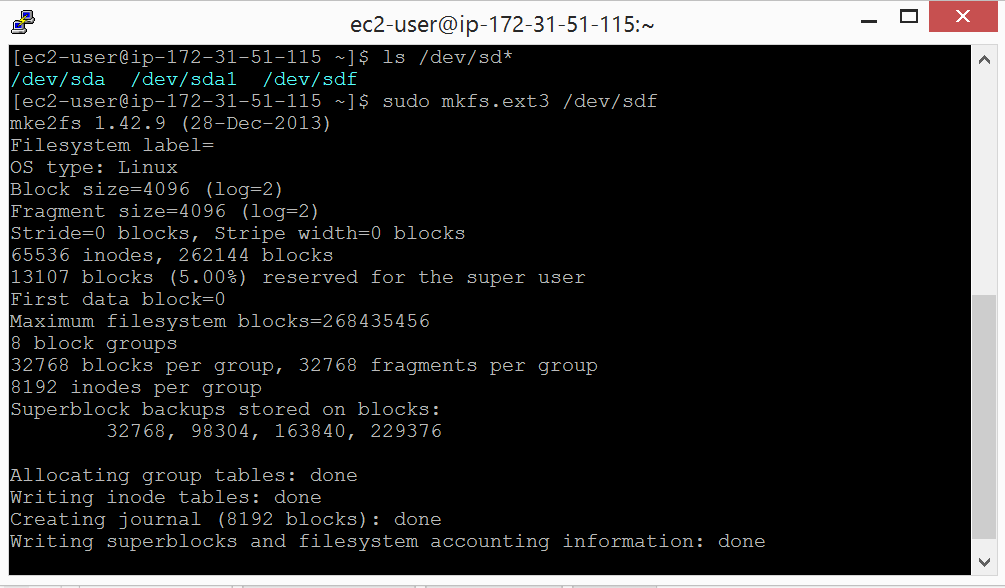 ec2-user@ip-172-31-51-115:~
[ec2-user@ip-172-31-51-115 ~]$ ls /dev/sd*
/dev/sda  /dev/sda1  /dev/sdf
[ec2-user@ip-172-31-51-115 ~]$ sudo mkfs.ext3 /dev/sdf
mke2fs 1.42.9 (28-Dec-2013)
Filesystem label=
OS type: Linux
Block size=4096 (log=2)
Fragment size=4096 (log=2)
Stride=0 blocks, Stripe width=0 blocks
65536 inodes, 262144 blocks
13107 blocks (5.00%) reserved for the super user
First data block=0
Maximum filesystem blocks=268435456
8 block groups
32768 blocks per group, 32768 fragments per group
8192 inodes per group
Superblock backups stored on blocks:
        32768, 98304, 163840, 229376

Allocating group tables: done
Writing inode tables: done
Creating journal (8192 blocks): done
Writing superblocks and filesystem accounting information: done